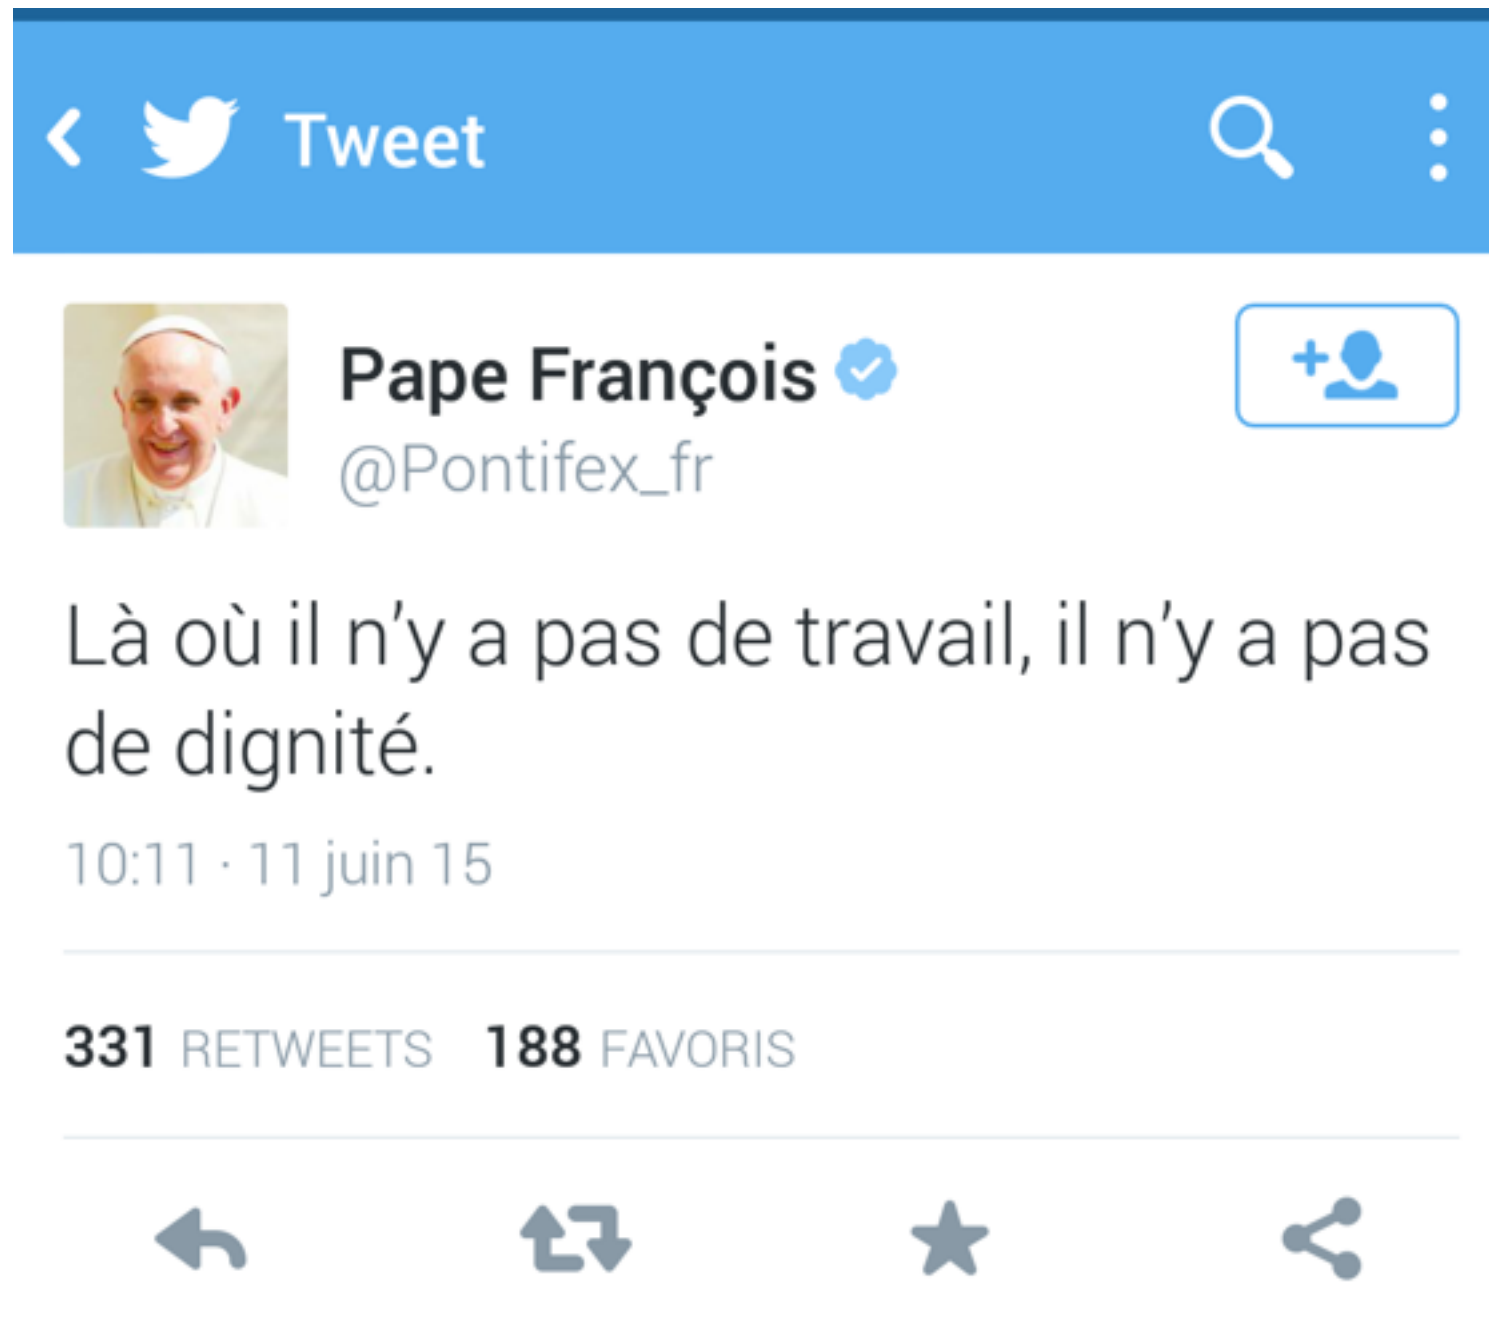 Tweet
Pape François
@Pontifex_fr
Là où il n’y a pas de travail, il n’y a pas
de dignité.
10:11 · 11 juin 15
331 RETWEETS 188 FAVORIS